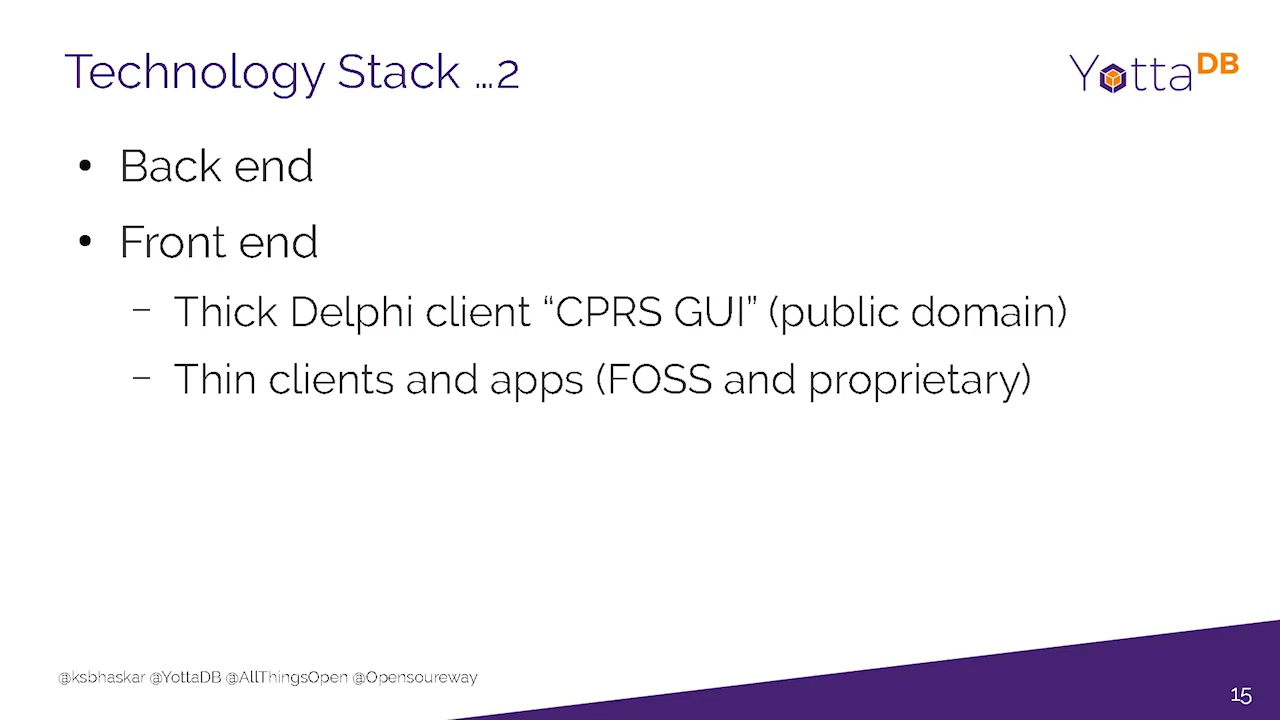 Technology Stack …2
YottaDB
• Back end
• Front end
– Thick Delphi client “CPRS GUI” (public domain)
– Thin clients and apps (FOSS and proprietary)
@ksbhaskar @YottaDB @AllThingsOpen @Opensoureway
15